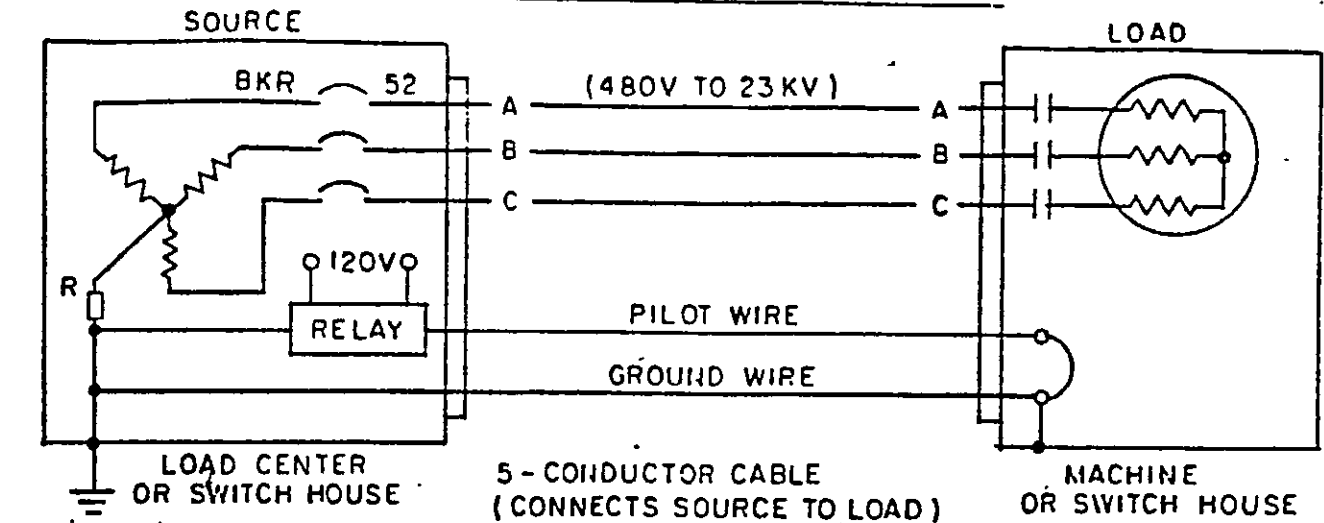 SOURCE
LOAD
BKR 52
(480V TO 23KV)
A
A
B
B
C
C
120V
R
RELAY
PILOT WIRE
GROUND WIRE
LOAD CENTER
OR SWITCH HOUSE
5-CONDUCTOR CABLE
(CONNECTS SOURCE TO LOAD)
MACHINE
OR SWITCH HOUSE